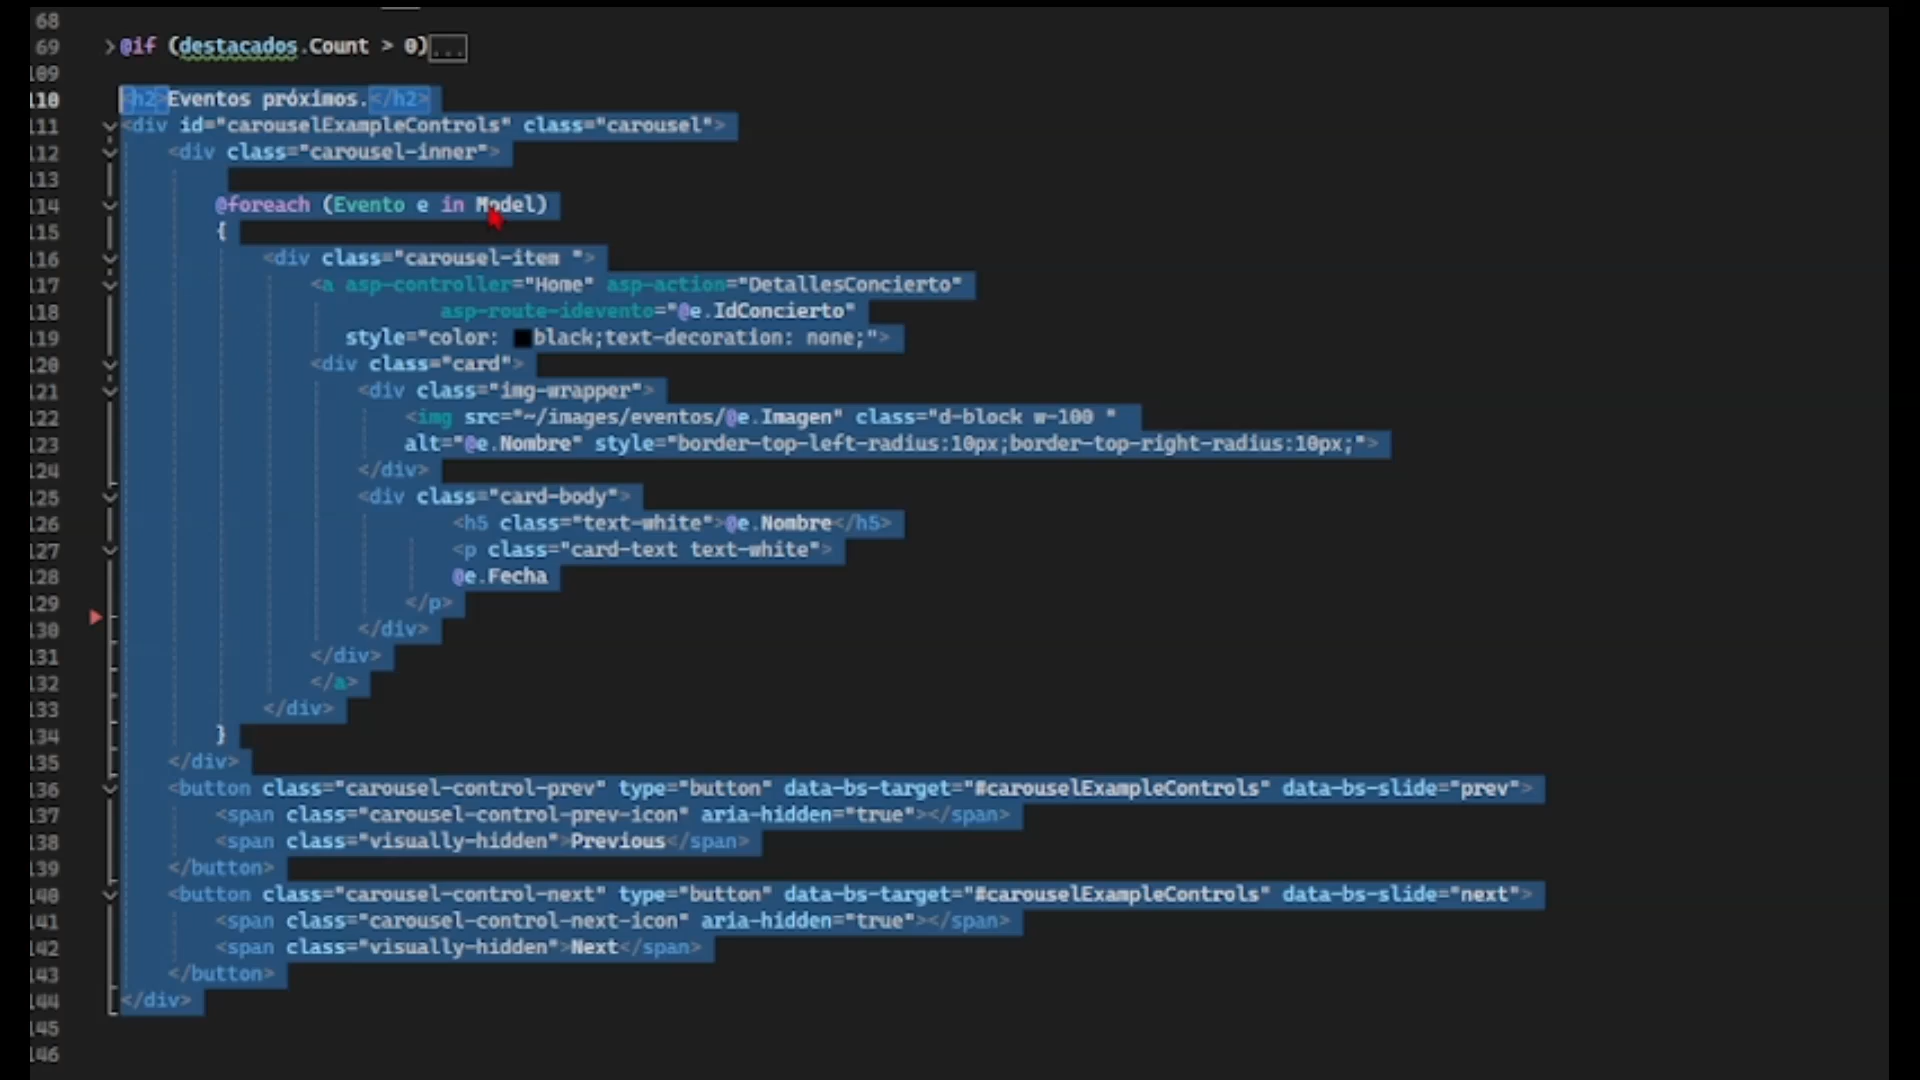 68
69 @if (destacados.Count > 0)...
109
110 <h2>Eventos próximos.</h2>
111 <div id="carouselExampleControls" class="carousel">
112 <div class="carousel-inner">
113
114 @foreach (Evento e in Model)
115 {
116 <div class="carousel-item ">
117 <a asp-controller="Home" asp-action="DetallesConcierto"
118 asp-route-idevento="@e.IdConcierto"
119 style="color: black;text-decoration: none;">
120 <div class="card">
121 <div class="img-wrapper">
122 <img src="~/images/eventos/@e.Imagen" class="d-block w-100 "
123 alt="@e.Nombre" style="border-top-left-radius:10px;border-top-right-radius:10px;">
124 </div>
125 <div class="card-body">
126 <h5 class="text-white">@e.Nombre</h5>
127 <p class="card-text text-white">
128 @e.Fecha
129 </p>
130 </div>
131 </div>
132 </a>
133 </div>
134 }
135 </div>
136 <button class="carousel-control-prev" type="button" data-bs-target="#carouselExampleControls" data-bs-slide="prev">
137 <span class="carousel-control-prev-icon" aria-hidden="true"></span>
138 <span class="visually-hidden">Previous</span>
139 </button>
140 <button class="carousel-control-next" type="button" data-bs-target="#carouselExampleControls" data-bs-slide="next">
141 <span class="carousel-control-next-icon" aria-hidden="true"></span>
142 <span class="visually-hidden">Next</span>
143 </button>
144 </div>
145
146